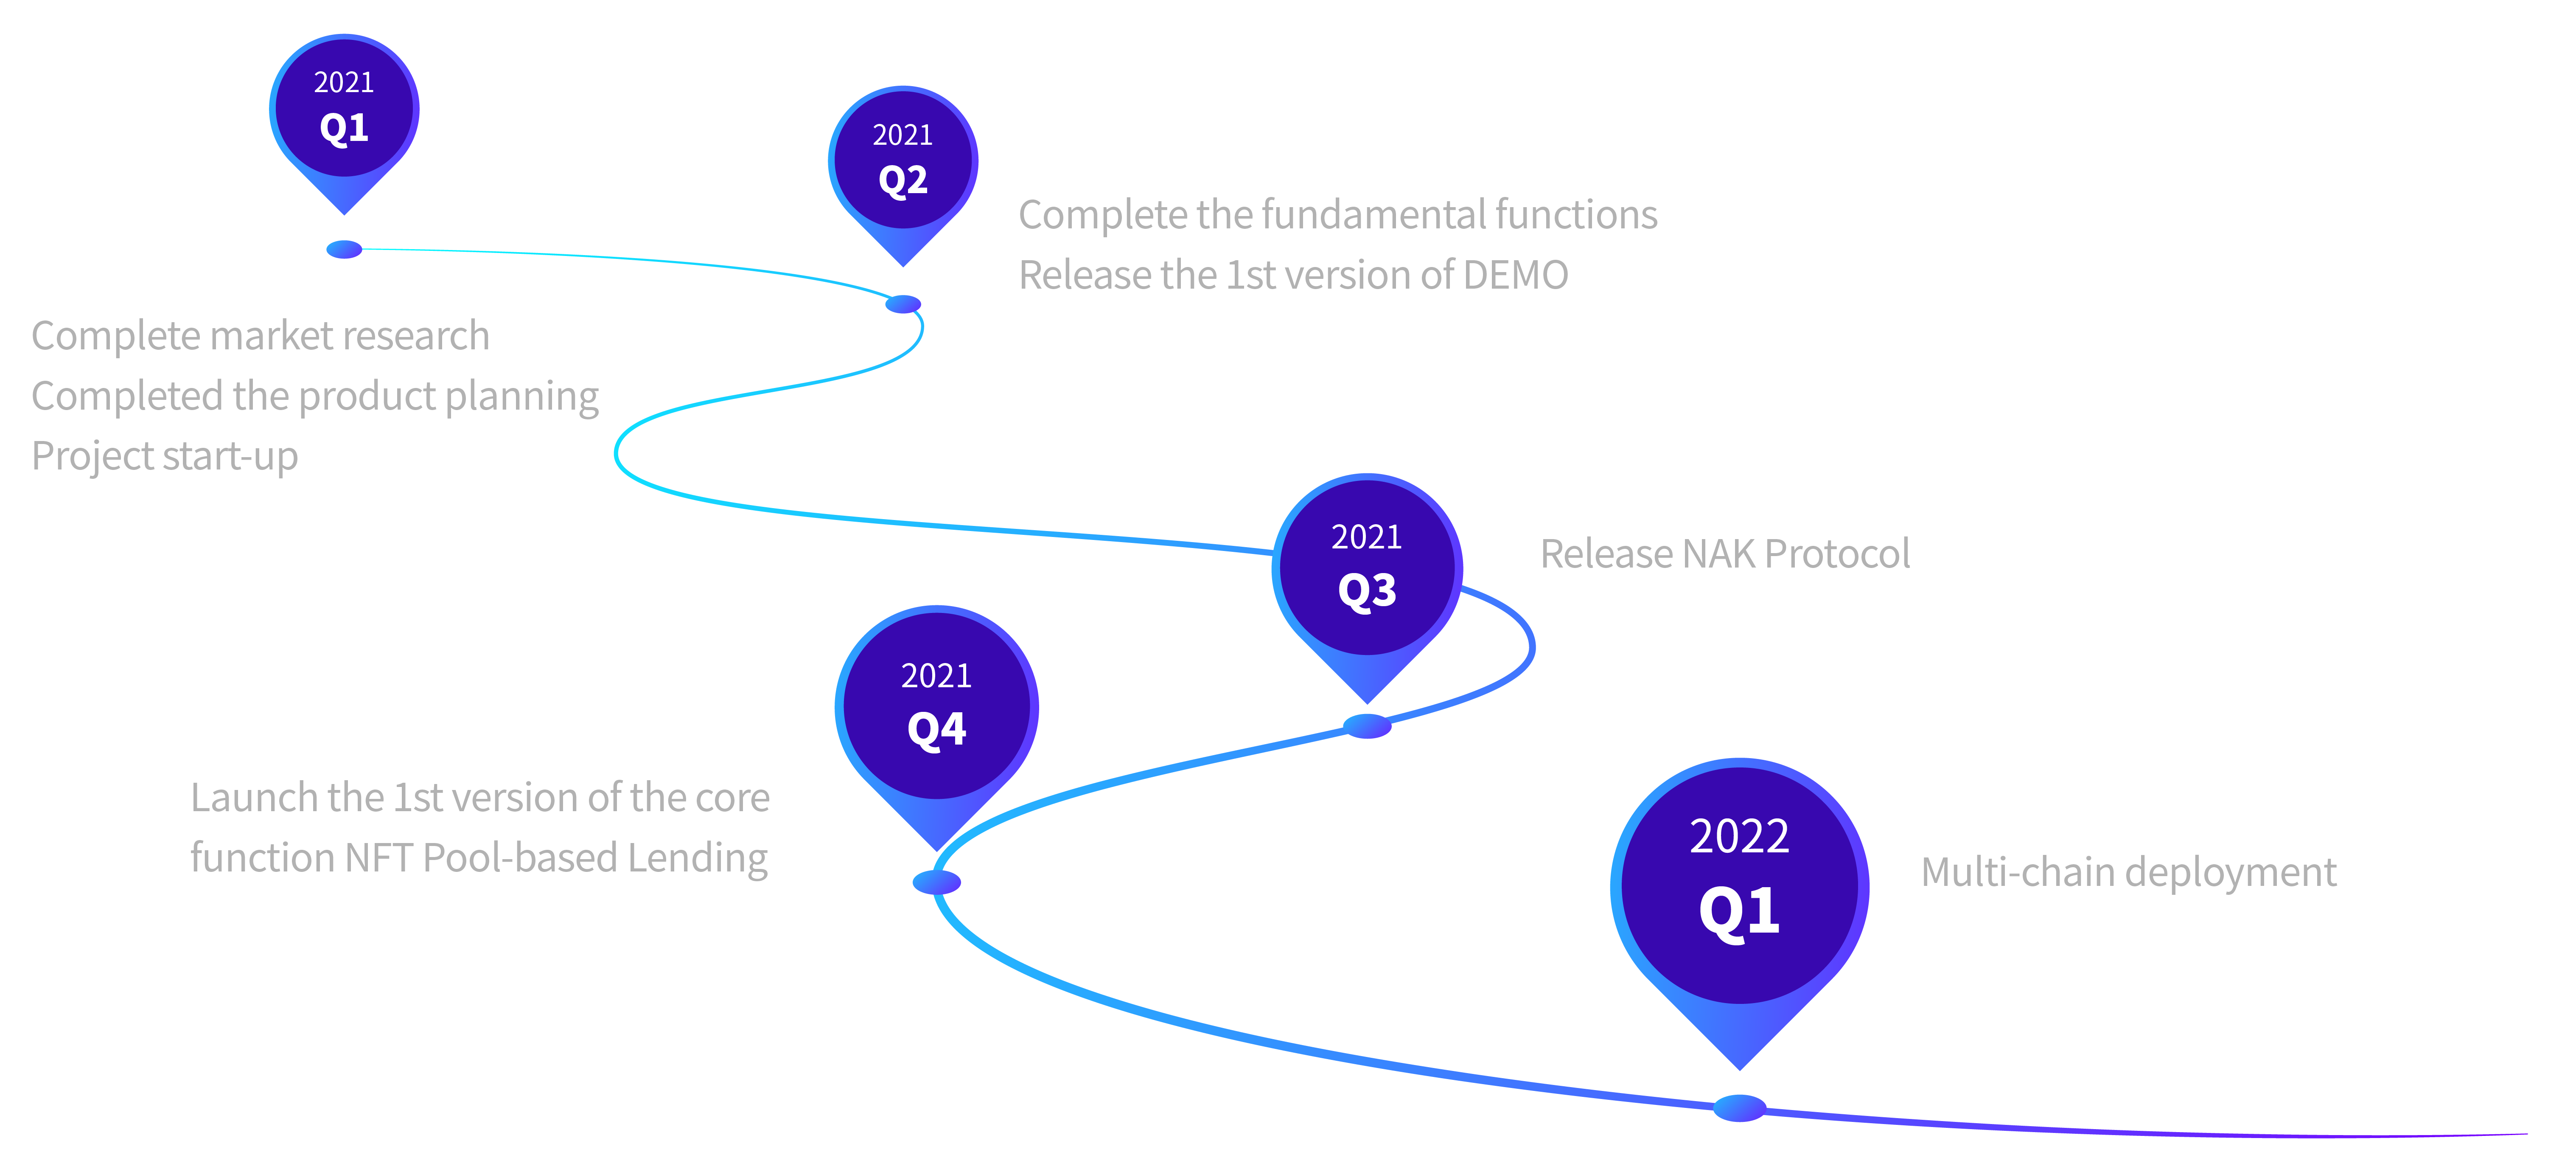 2021
Q1
Complete market research
Completed the product planning
Project start-up
2021
Q2
Complete the fundamental functions
Release the 1st version of DEMO
2021
Q3
Release NAK Protocol
2021
Q4
Launch the 1st version of the core
function NFT Pool-based Lending
2022
Q1
Multi-chain deployment